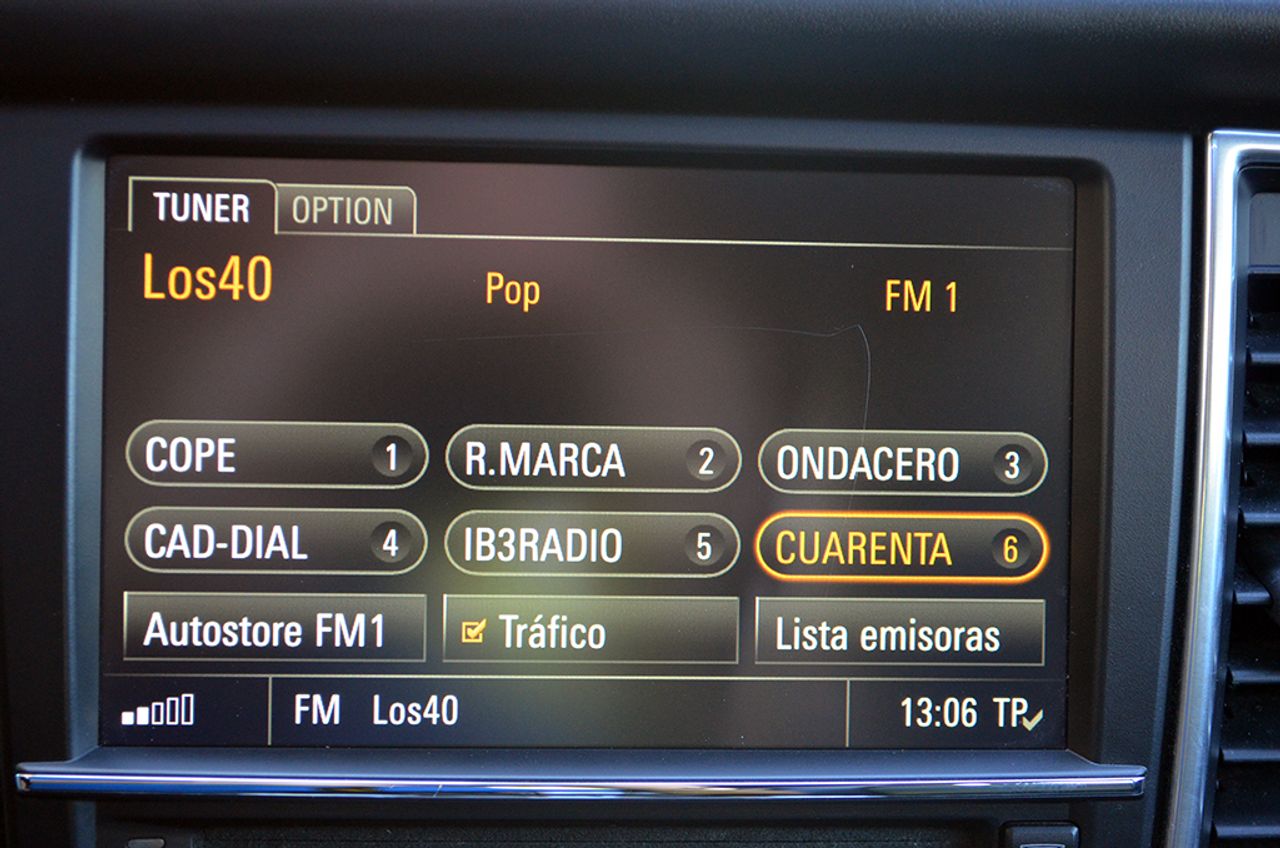 TUNER OPTION
Los40 Pop FM 1
COPE 1 R.MARCA 2 ONDACERO 3
CAD-DIAL 4 IB3RADIO 5 CUARENTA 6
Autostore FM1 Tráfico Lista emisoras
FM Los40 13:06 TP